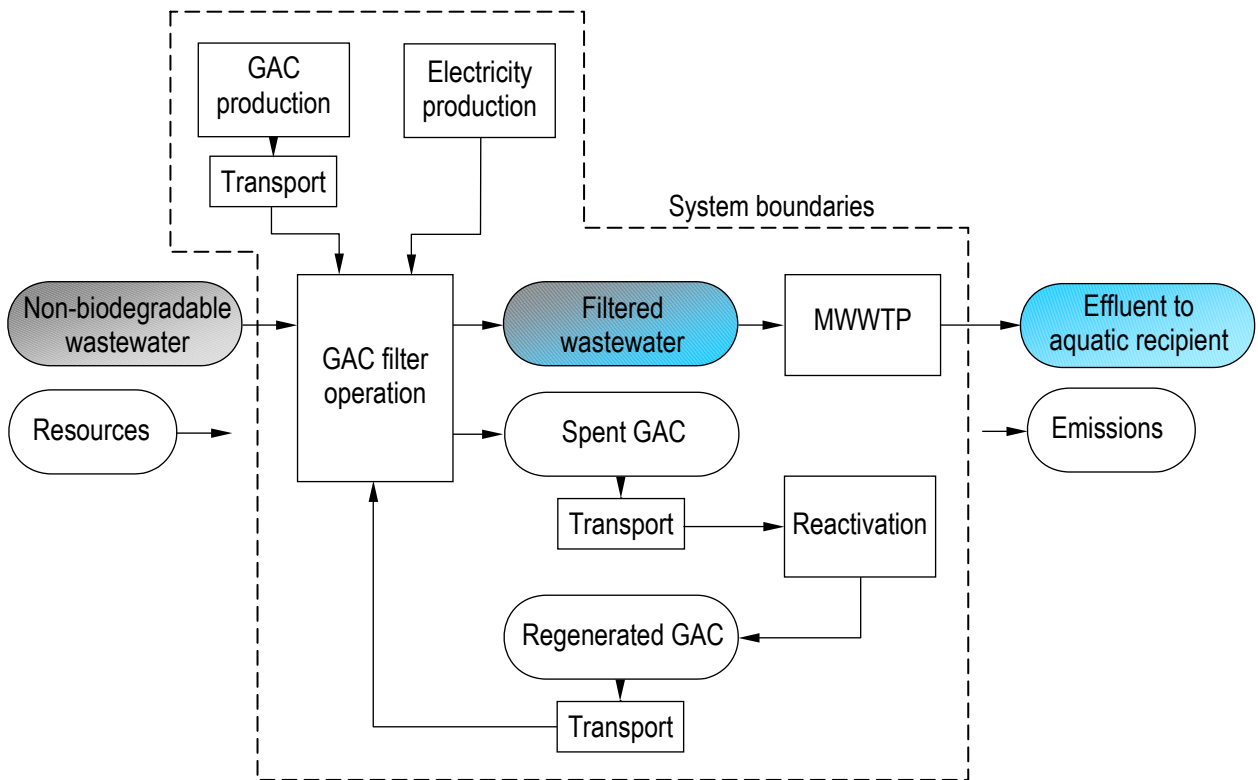 GAC
production
Electricity
production
Transport
System boundaries
Non-biodegradable
wastewater
GAC filter
operation
Filtered
wastewater
MWWTP
Effluent to
aquatic recipient
Resources
Spent GAC
Emissions
Transport
Reactivation
Regenerated GAC
Transport